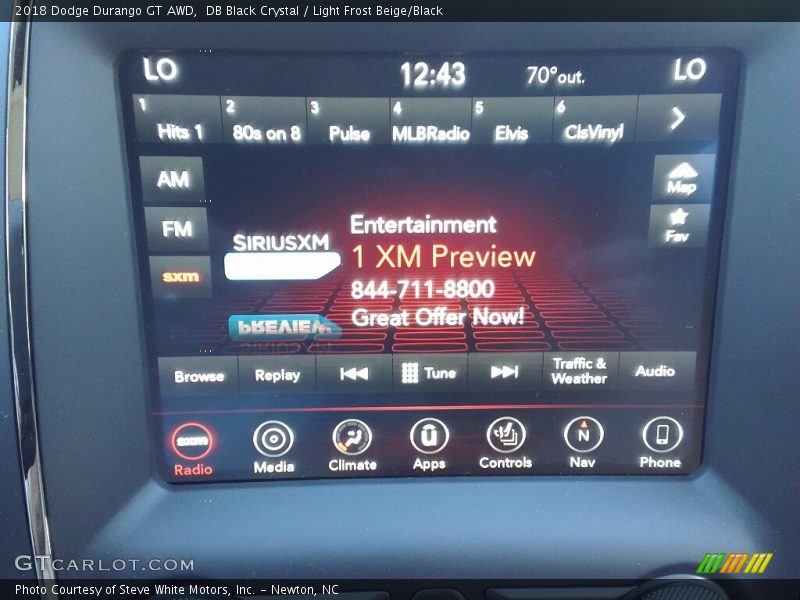 2018 Dodge Durango GT AWD,  DB Black Crystal / Light Frost Beige/Black
LO 12:43 70°out. LO
1 Hits 1 2 80s on 8 3 Pulse 4 MLBRadio 5 Elvis 6 ClsVinyl
AM
Map
FM
Fav
sxm
SIRIUSXM
Entertainment
1 XM Preview
844-711-8800
Great Offer Now!
PREVIEW
Browse Replay Tune Traffic & Weather Audio
sxm N
Radio Media Climate Apps Controls Nav Phone
GTCARLOT.COM
Photo Courtesy of Steve White Motors, Inc. – Newton, NC